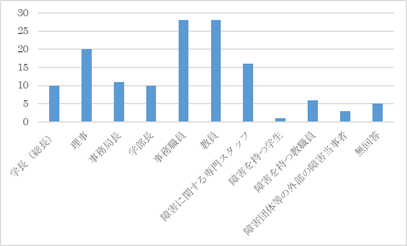 30
25
20
15
10
5
0
学長（総長）
理事
事務局長
学部長
事務職員
教員
障害に関する専門スタッフ
障害を持つ学生
障害を持つ教職員
障害団体等の外部の障害当事者
無回答